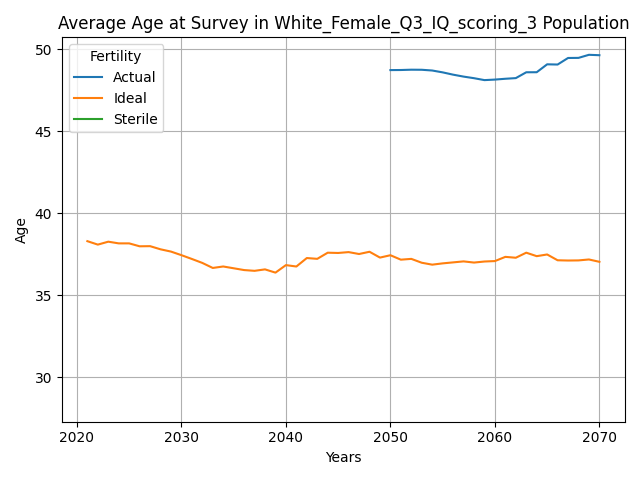 Average Age at Survey in White_Female_Q3_IQ_scoring_3 Population
Fertility
Actual
Ideal
Sterile
50
45
40
35
30
Age
2020
2030
2040
2050
2060
2070
Years